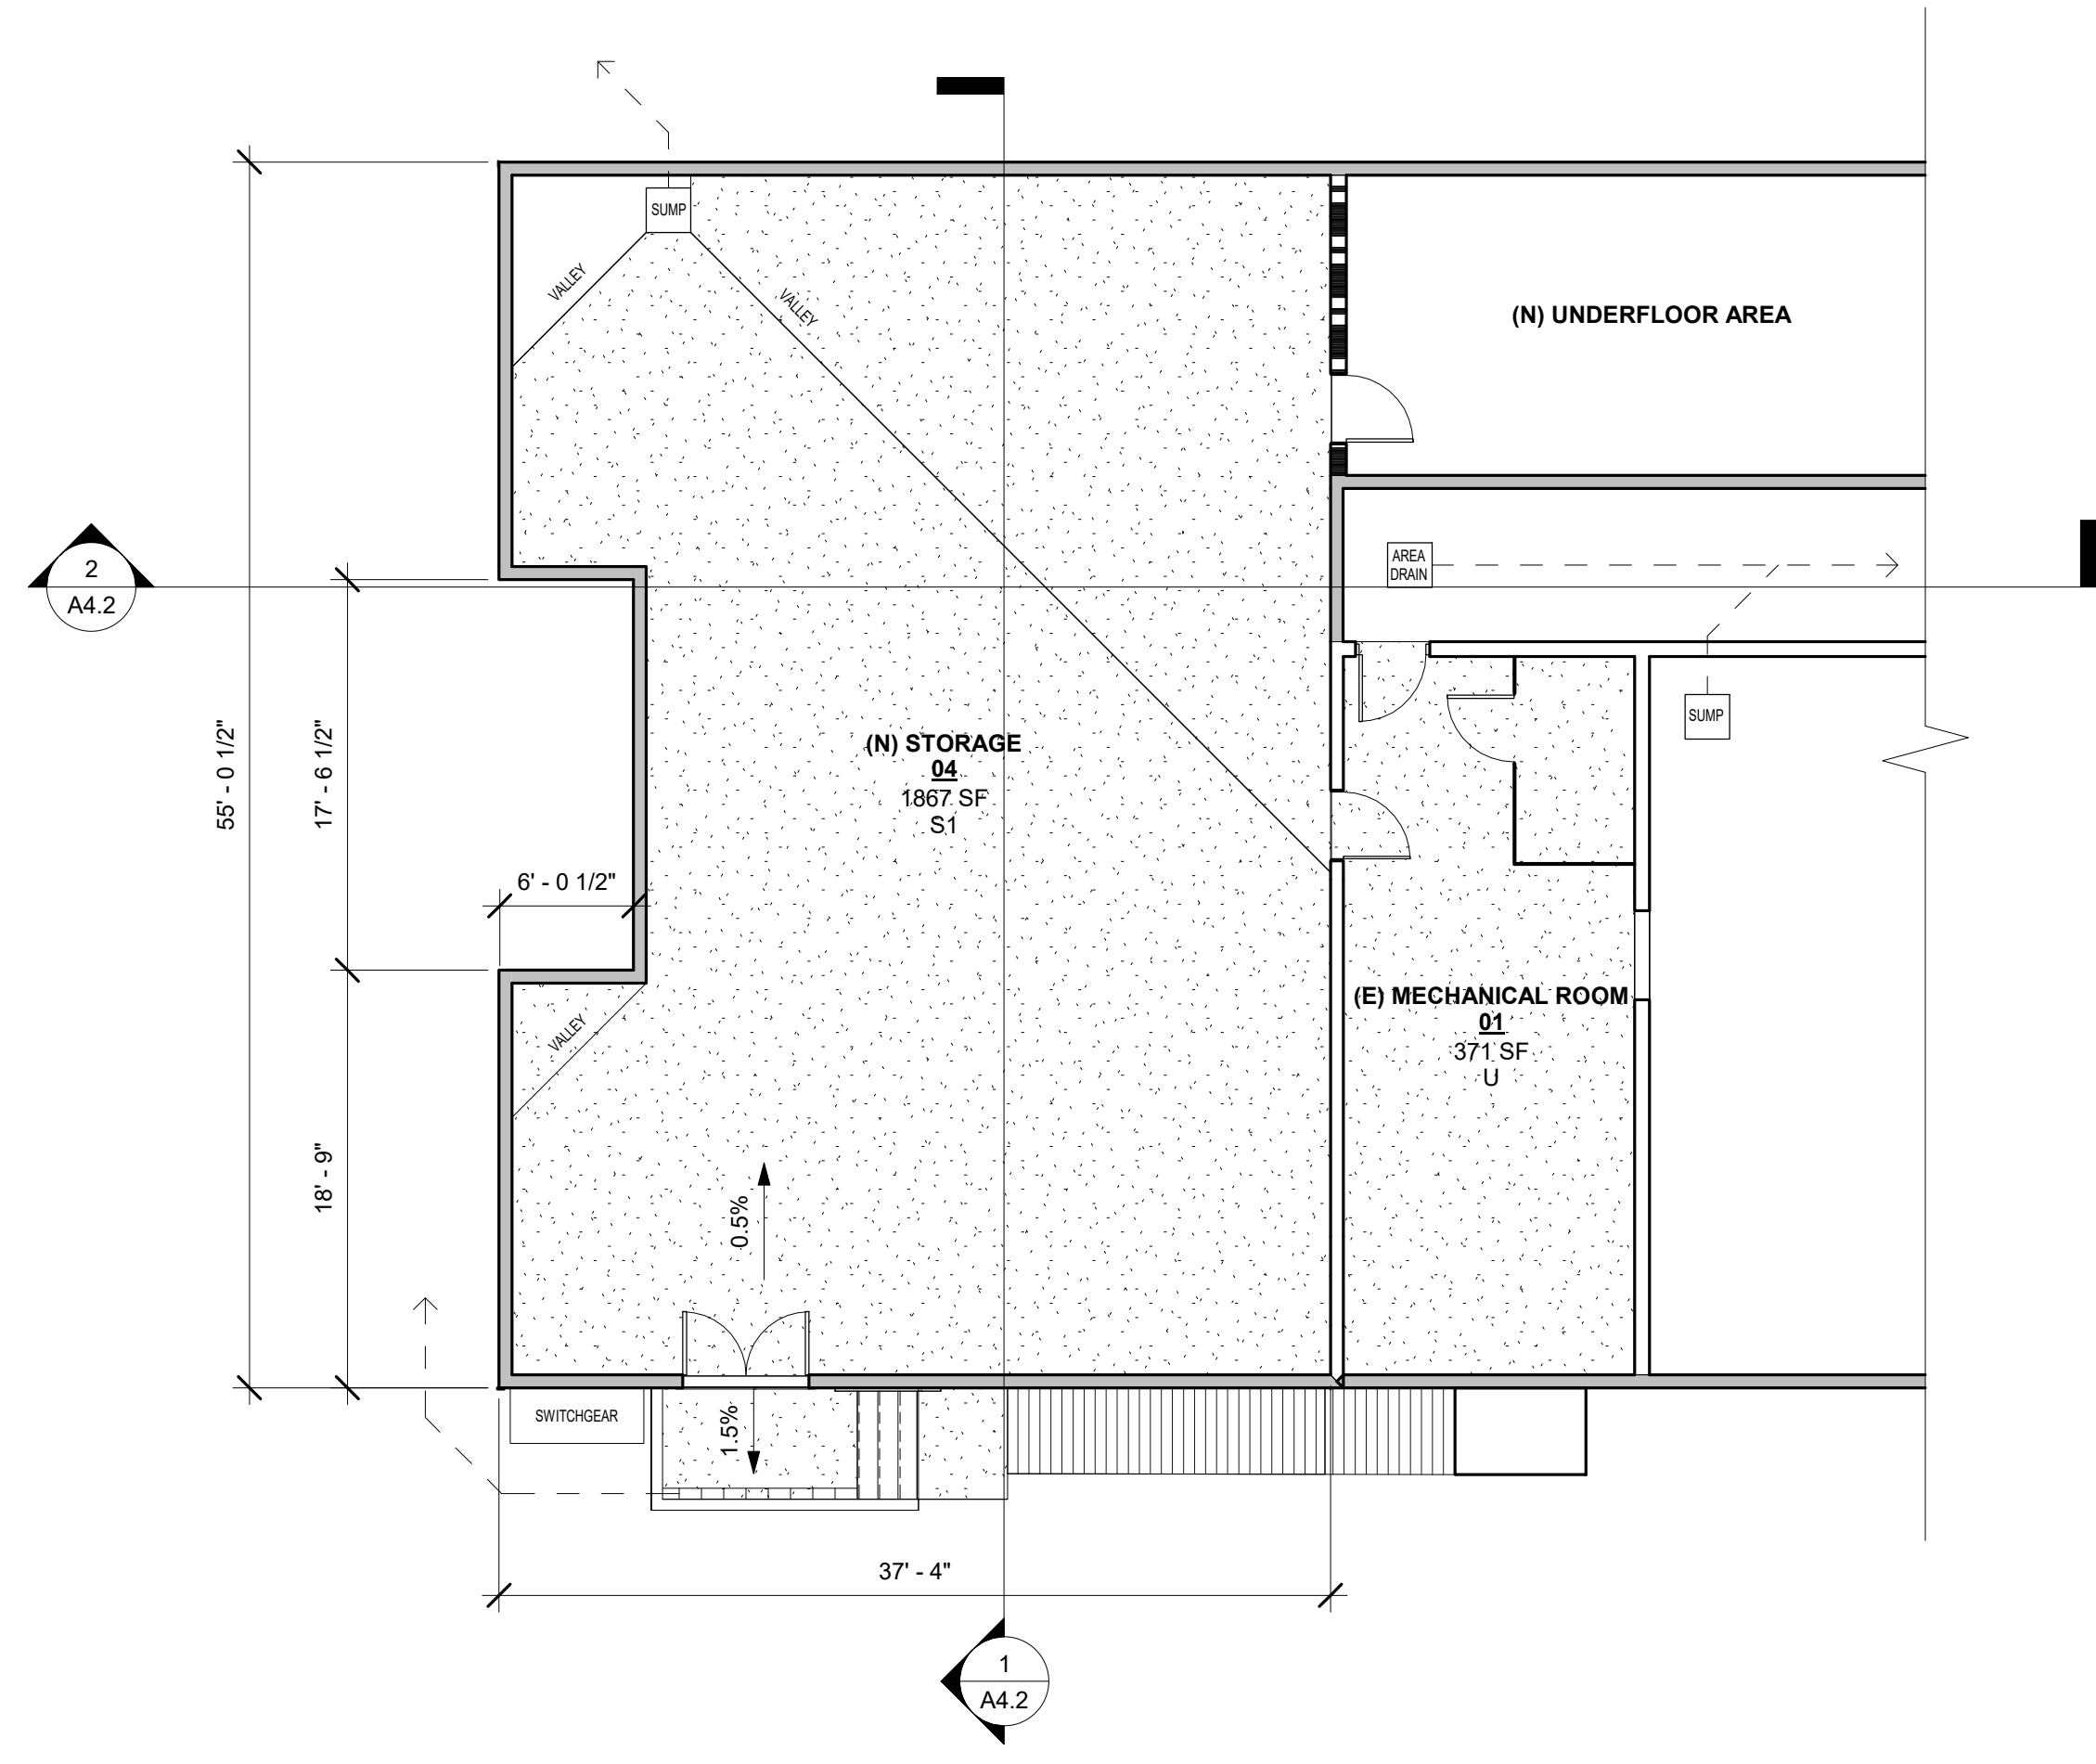 SUMP
VALLEY
VALLEY
(N) UNDERFLOOR AREA
2
A4.2
AREA
DRAIN
SUMP
55' - 0 1/2"
17' - 6 1/2"
(N) STORAGE
04
1867 SF
S1
6' - 0 1/2"
(E) MECHANICAL ROOM
01
371 SF
U
VALLEY
18' - 9"
0.5%
SWITCHGEAR
1.5%
37' - 4"
1
A4.2